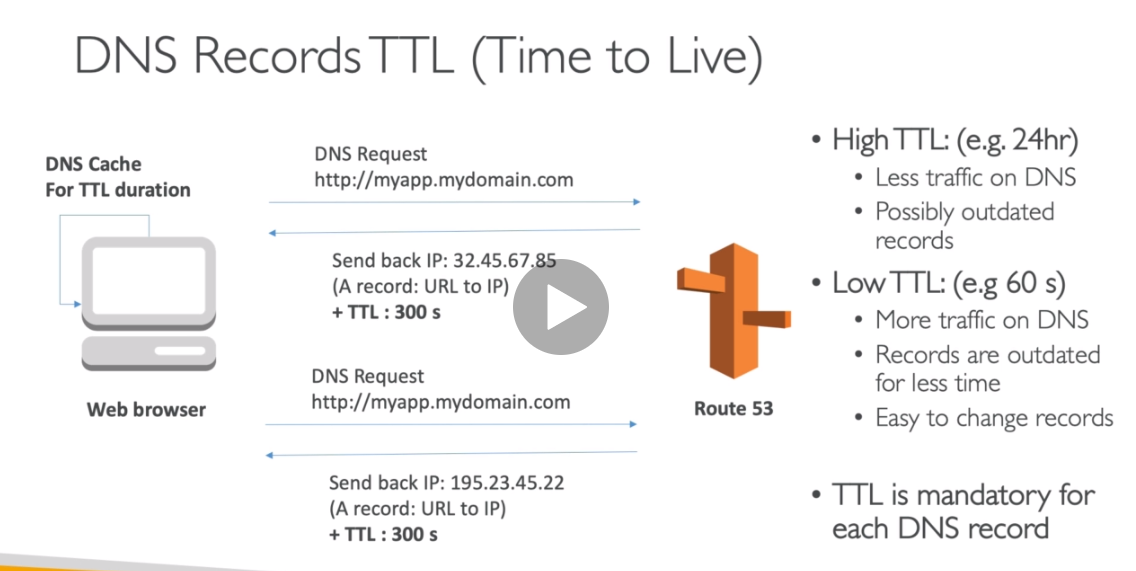 DNS Records TTL (Time to Live)
DNS Cache
For TTL duration
Web browser
DNS Request
http://myapp.mydomain.com
Send back IP: 32.45.67.85
(A record: URL to IP)
+ TTL : 300 s
DNS Request
http://myapp.mydomain.com
Send back IP: 195.23.45.22
(A record: URL to IP)
+ TTL : 300 s
Route 53
• High TTL: (e.g. 24hr)
• Less traffic on DNS
• Possibly outdated
records
• Low TTL: (e.g 60 s)
• More traffic on DNS
• Records are outdated
for less time
• Easy to change records
• TTL is mandatory for
each DNS record